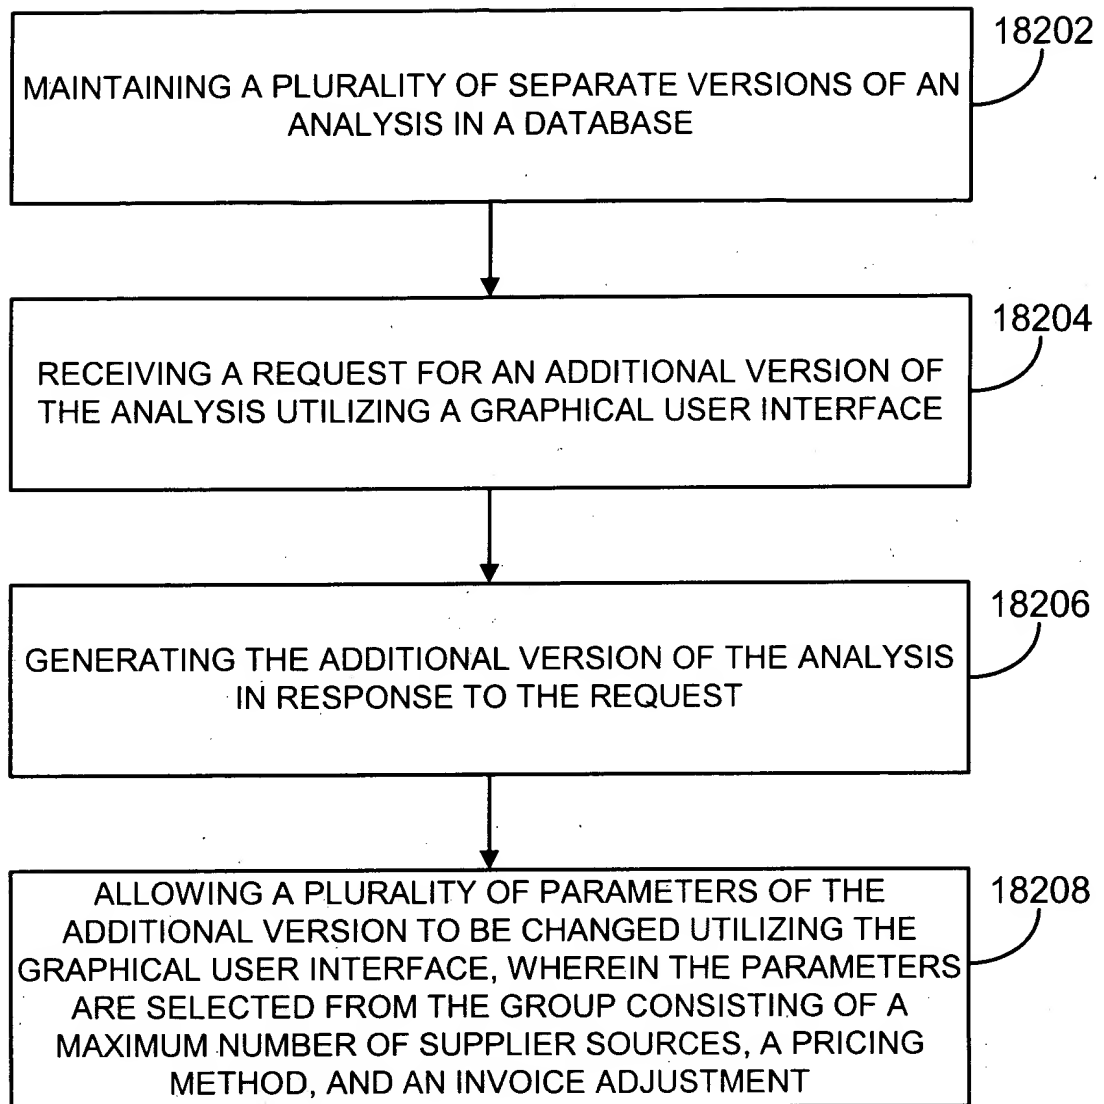 18202
MAINTAINING A PLURALITY OF SEPARATE VERSIONS OF AN
ANALYSIS IN A DATABASE
18204
RECEIVING A REQUEST FOR AN ADDITIONAL VERSION OF
THE ANALYSIS UTILIZING A GRAPHICAL USER INTERFACE
18206
GENERATING THE ADDITIONAL VERSION OF THE ANALYSIS
IN RESPONSE TO THE REQUEST
18208
ALLOWING A PLURALITY OF PARAMETERS OF THE
ADDITIONAL VERSION TO BE CHANGED UTILIZING THE
GRAPHICAL USER INTERFACE, WHEREIN THE PARAMETERS
ARE SELECTED FROM THE GROUP CONSISTING OF A
MAXIMUM NUMBER OF SUPPLIER SOURCES, A PRICING
METHOD, AND AN INVOICE ADJUSTMENT